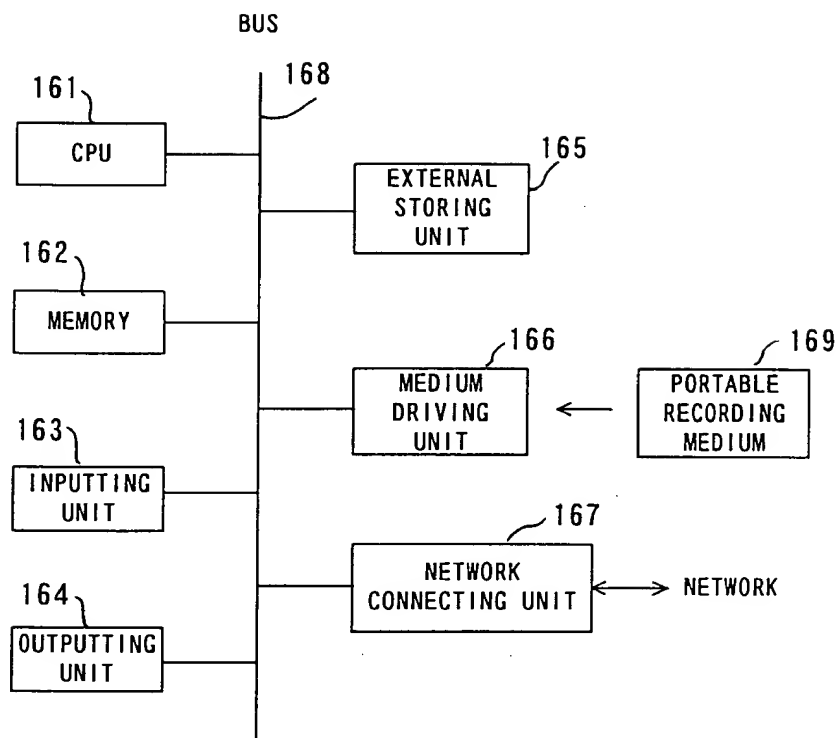 BUS
168
161
CPU
165
EXTERNAL
STORING
UNIT
162
MEMORY
166
MEDIUM
DRIVING
UNIT
169
PORTABLE
RECORDING
MEDIUM
163
INPUTTING
UNIT
167
NETWORK
CONNECTING UNIT
NETWORK
164
OUTPUTTING
UNIT